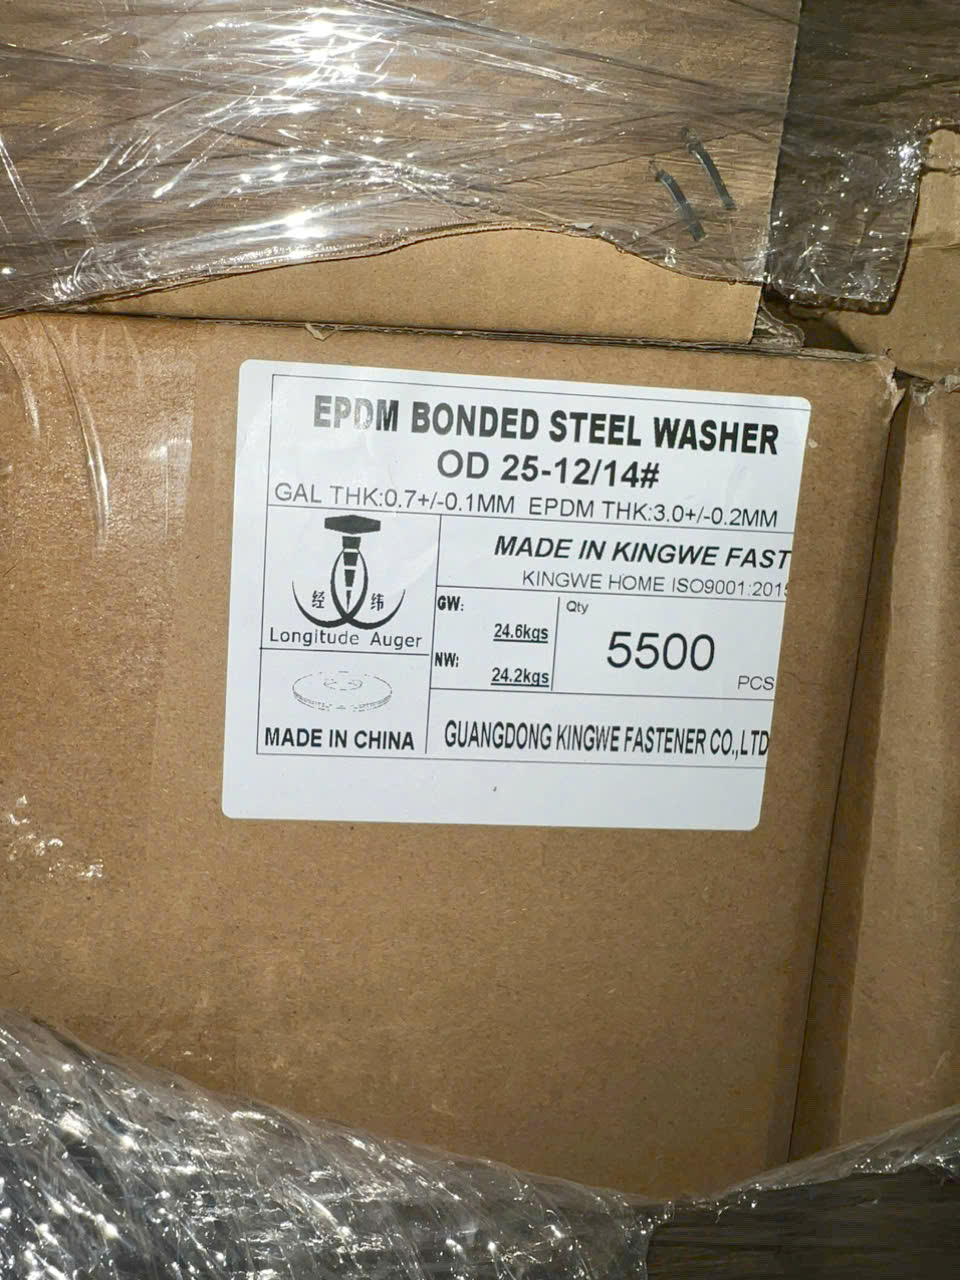 EPDM BONDED STEEL WASHER
OD 25-12/14#
GAL THK:0.7+/-0.1MM EPDM THK:3.0+/-0.2MM
MADE IN KINGWE FAST
KINGWE HOME ISO9001:2015
经 纬
Longitude Auger
GW:
24.6kgs
NW:
24.2kgs
Qty
5500
PCS
MADE IN CHINA
GUANGDONG KINGWE FASTENER CO.,LTD